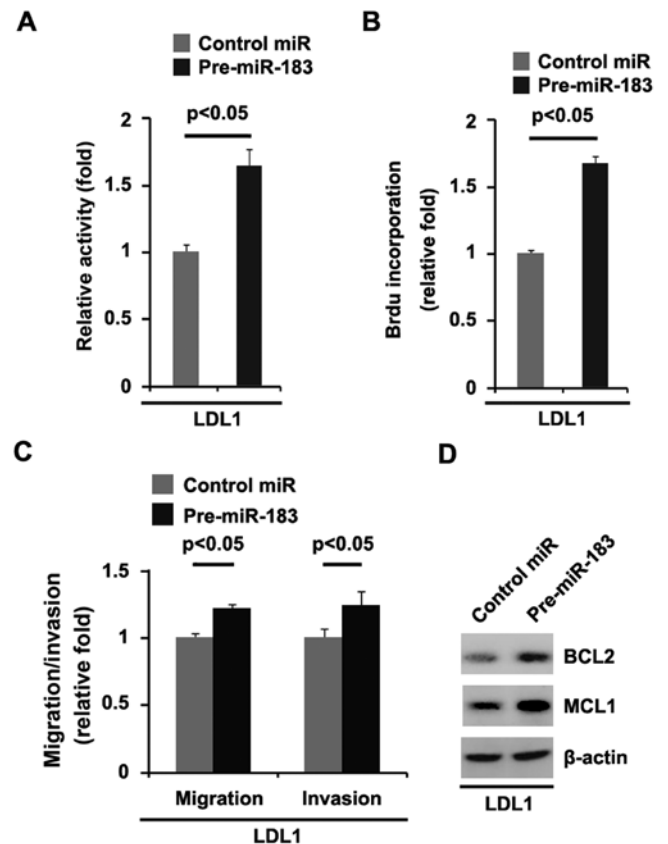 A
Control miR
Pre-miR-183
p<0.05
2
1.5
1
0.5
0
Relative activity (fold)
LDL1
B
Control miR
Pre-miR-183
p<0.05
2
1.5
1
0.5
0
Brdu incorporation
(relative fold)
LDL1
C
Control miR
Pre-miR-183
p<0.05
p<0.05
1.5
1
0.5
0
Migration/invasion
(relative fold)
Migration
Invasion
LDL1
D
Control miR
Pre-miR-183
BCL2
MCL1
β-actin
LDL1